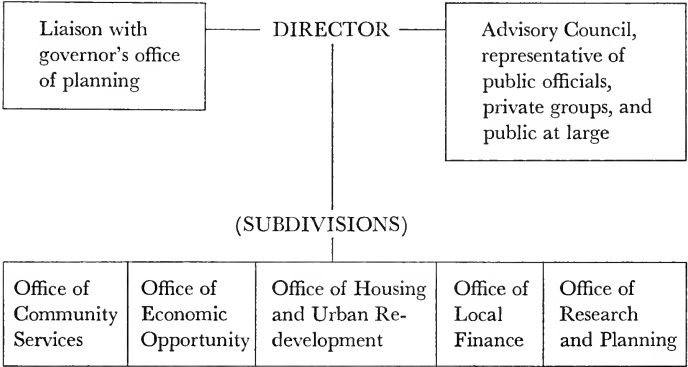 Liaison with
governor's office
of planning
DIRECTOR
Advisory Council,
representative of
public officials,
private groups, and
public at large
(SUBDIVISIONS)
Office of
Community
Services
Office of
Economic
Opportunity
Office of Housing
and Urban Re-
development
Office of
Local
Finance
Office of
Research
and Planning